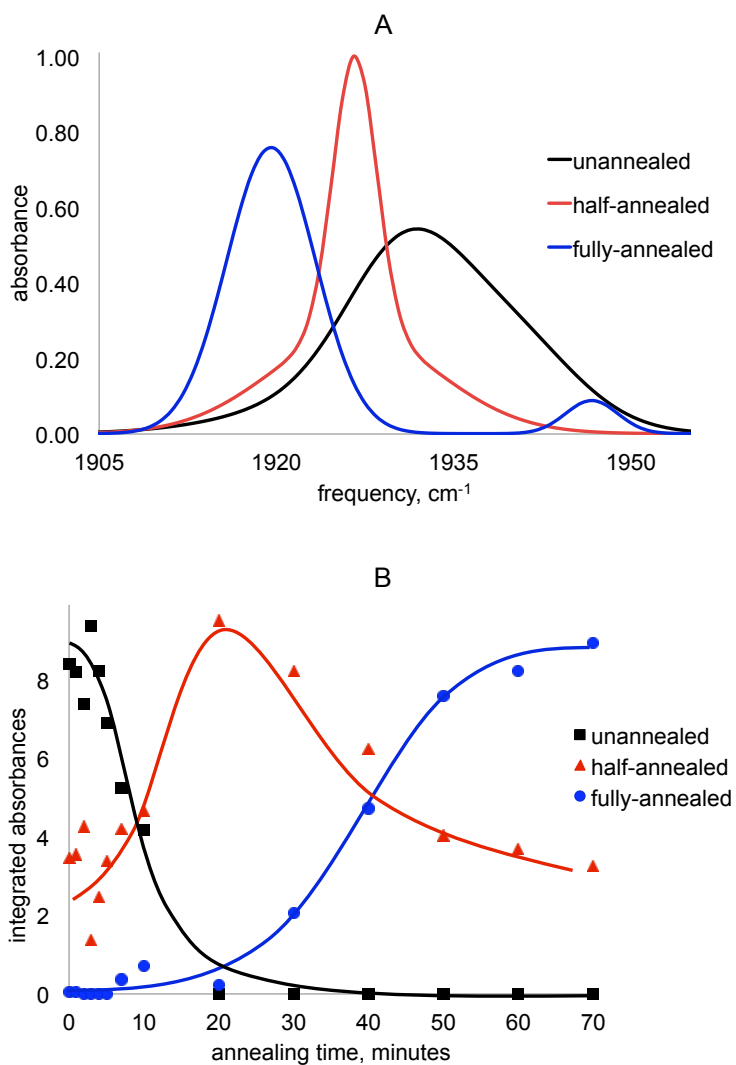 A
1.00
0.80
0.60
0.40
0.20
0.00
absorbance
unannealed
half-annealed
fully-annealed
1905
1920
1935
1950
frequency, cm-1
B
8
6
4
2
0
integrated absorbances
unannealed
half-annealed
fully-annealed
0
10
20
30
40
50
60
70
annealing time, minutes